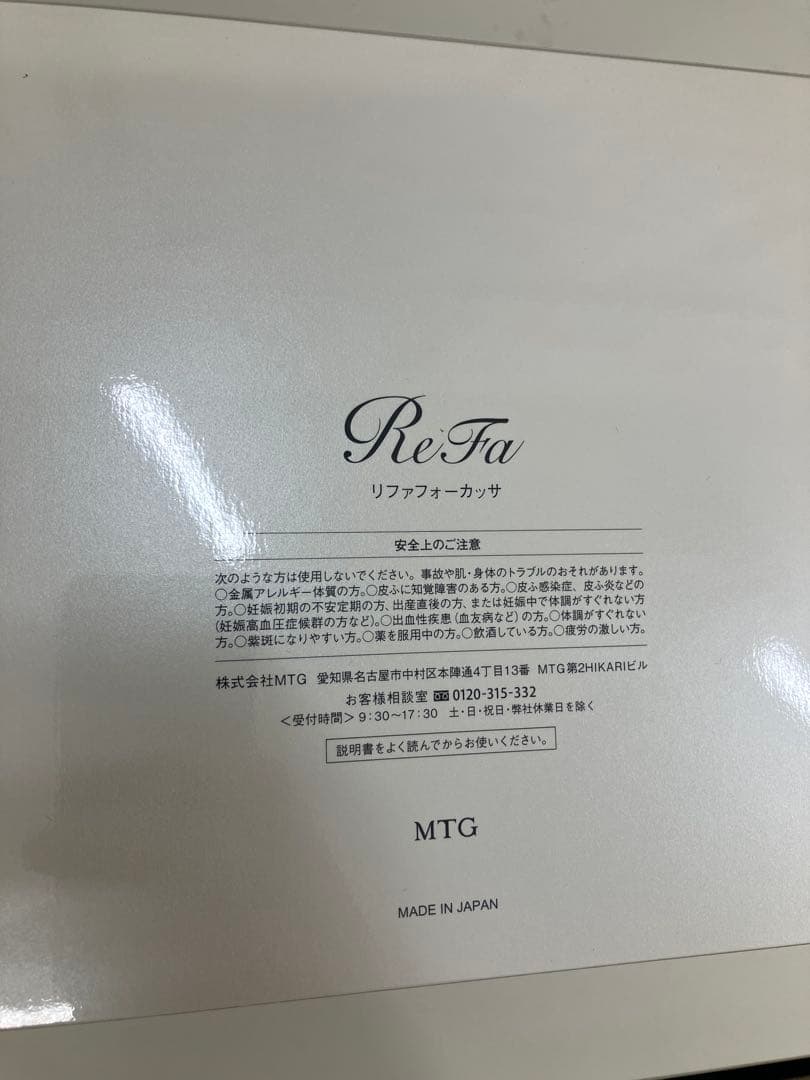 ReFa
リファフォーカッサ
安全上のご注意
次のような方は使用しないでください。事故や肌・身体のトラブルのおそれがあります。
○金属アレルギー体質の方。○皮ふに知覚障害のある方。○皮ふ感染症、皮ふ炎などの
方。○妊娠初期の不安定期の方、出産直後の方、または妊娠中で体調がすぐれない方
(妊娠高血圧症候群の方など)。○出血性疾患(血友病など)の方。○体調がすぐれない
方。○紫斑になりやすい方。○薬を服用中の方。○飲酒している方。○疲労の激しい方。
株式会社MTG 愛知県名古屋市中村区本陣通4丁目13番 MTG第2HIKARIビル
お客様相談室 0120-315-332
<受付時間>9:30～17:30 土・日・祝日・弊社休業日を除く
説明書をよく読んでからお使いください。
MTG
MADE IN JAPAN